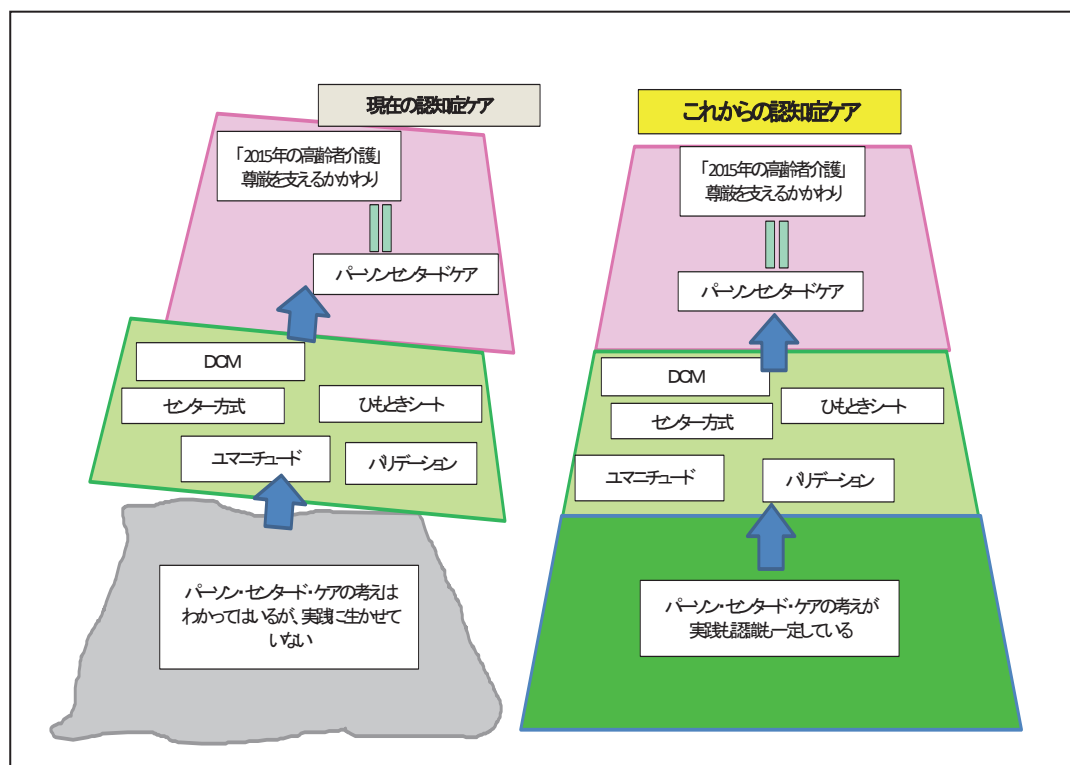 現在の認知症ケア
「2015年の高齢者介護」
尊厳を支えるかかわり
パーソンセンタードケア
DCM
センター方式
ひもときシート
ユマニチュード
バリデーション
パーソン・センタード・ケアの考えは
わかってはいるが、実践に生かせて
いない
これからの認知症ケア
「2015年の高齢者介護」
尊厳を支えるかかわり
パーソンセンタードケア
DCM
センター方式
ひもときシート
ユマニチュード
バリデーション
パーソン・センタード・ケアの考えが
実践も認識も一定している